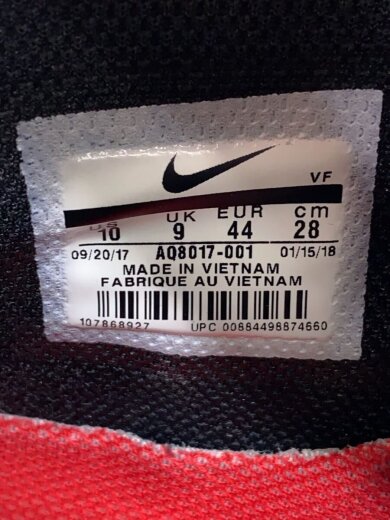 VF
US UK EUR cm
10 9 44 28
09/20/17 AQ8017-001 01/15/18
MADE IN VIETNAM
FABRIQUE AU VIETNAM
107868927 UPC 00884498874660